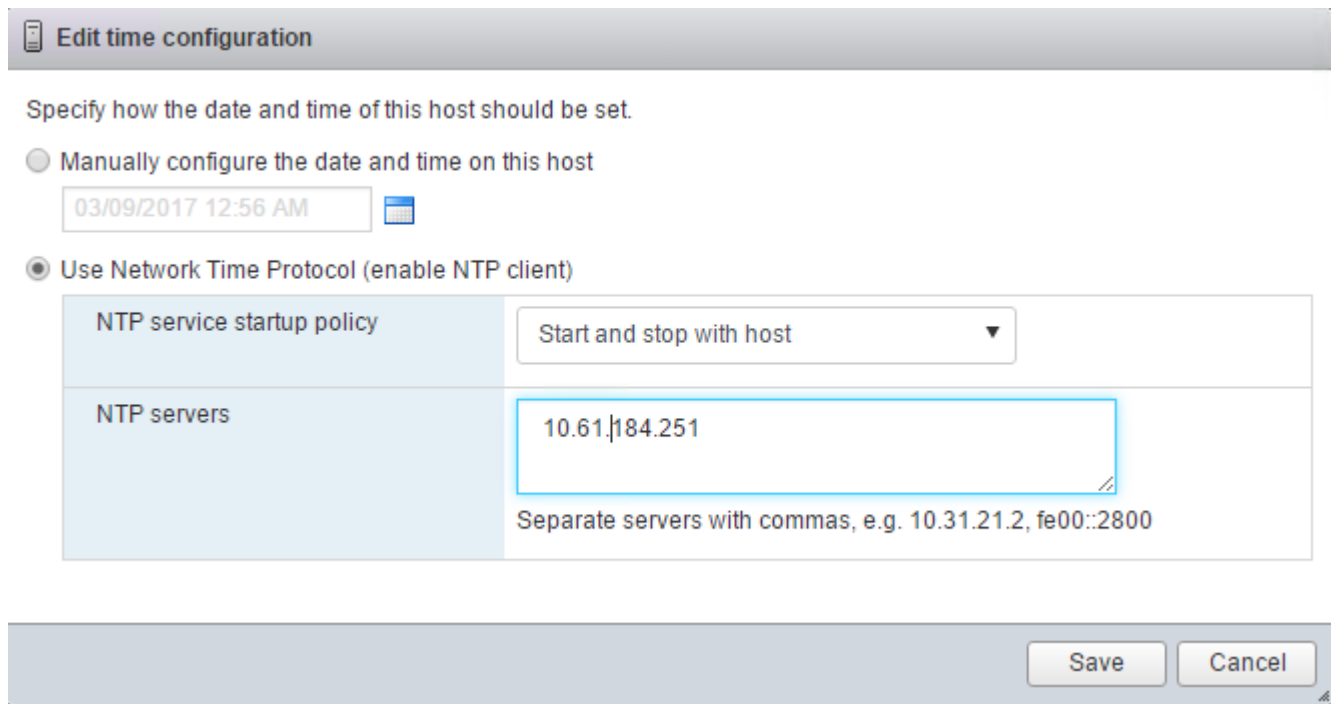 Edit time configuration
Specify how the date and time of this host should be set.
Manually configure the date and time on this host
03/09/2017 12:56 AM
Use Network Time Protocol (enable NTP client)
NTP service startup policy
Start and stop with host
NTP servers
10.61.184.251
Separate servers with commas, e.g. 10.31.21.2, fe00::2800
Save
Cancel